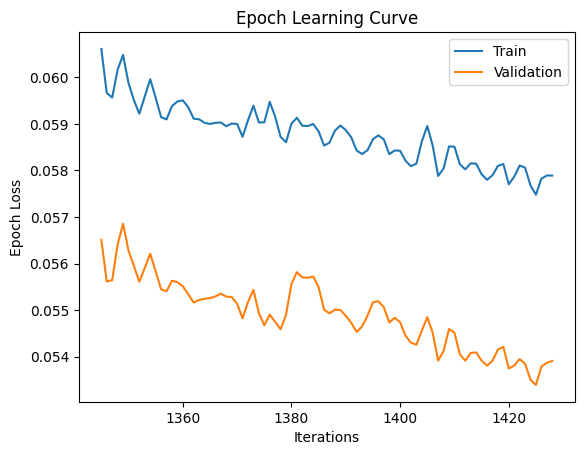 Epoch Learning Curve
Train
Validation
0.060
0.059
0.058
0.057
0.056
0.055
0.054
Epoch Loss
1360
1380
1400
1420
Iterations